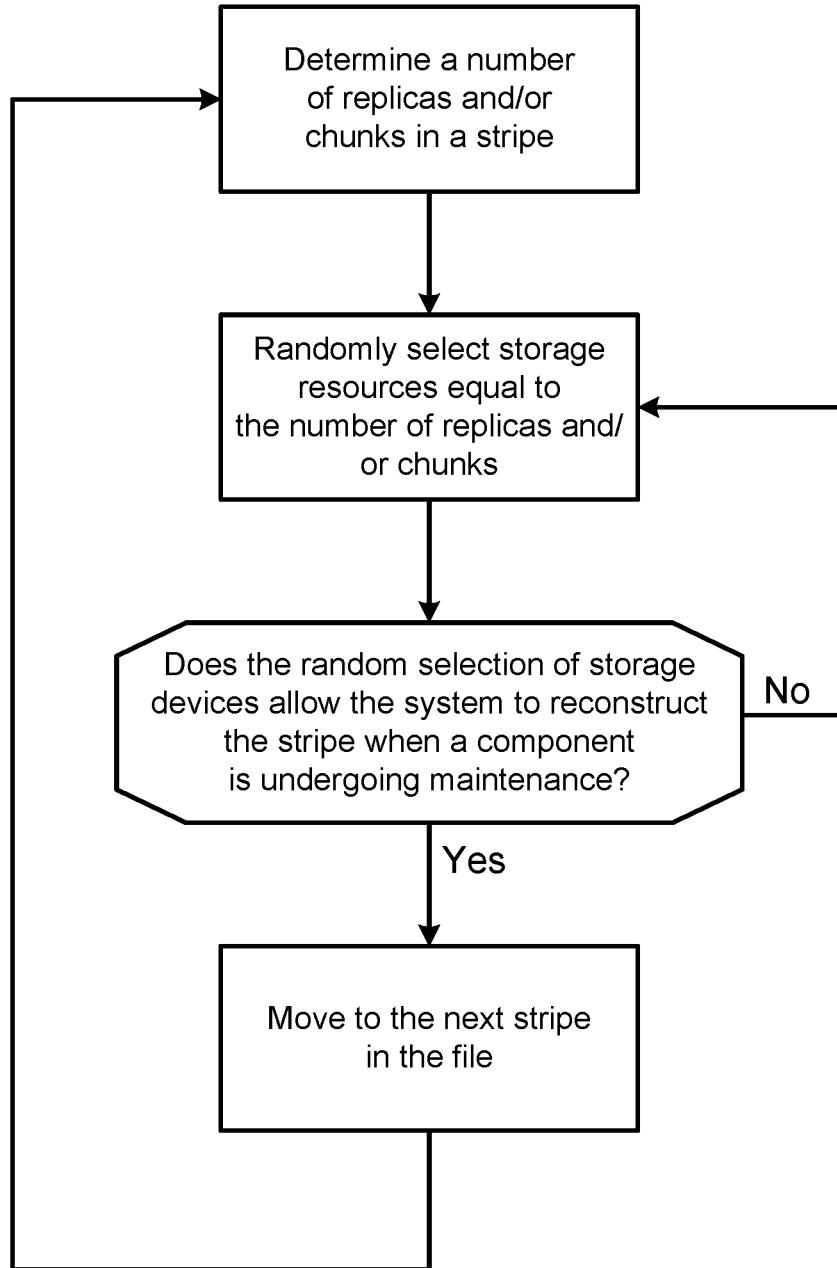 Determine a number
of replicas and/or
chunks in a stripe
Randomly select storage
resources equal to
the number of replicas and/
or chunks
Does the random selection of storage
devices allow the system to reconstruct
the stripe when a component
is undergoing maintenance?
No
Yes
Move to the next stripe
in the file